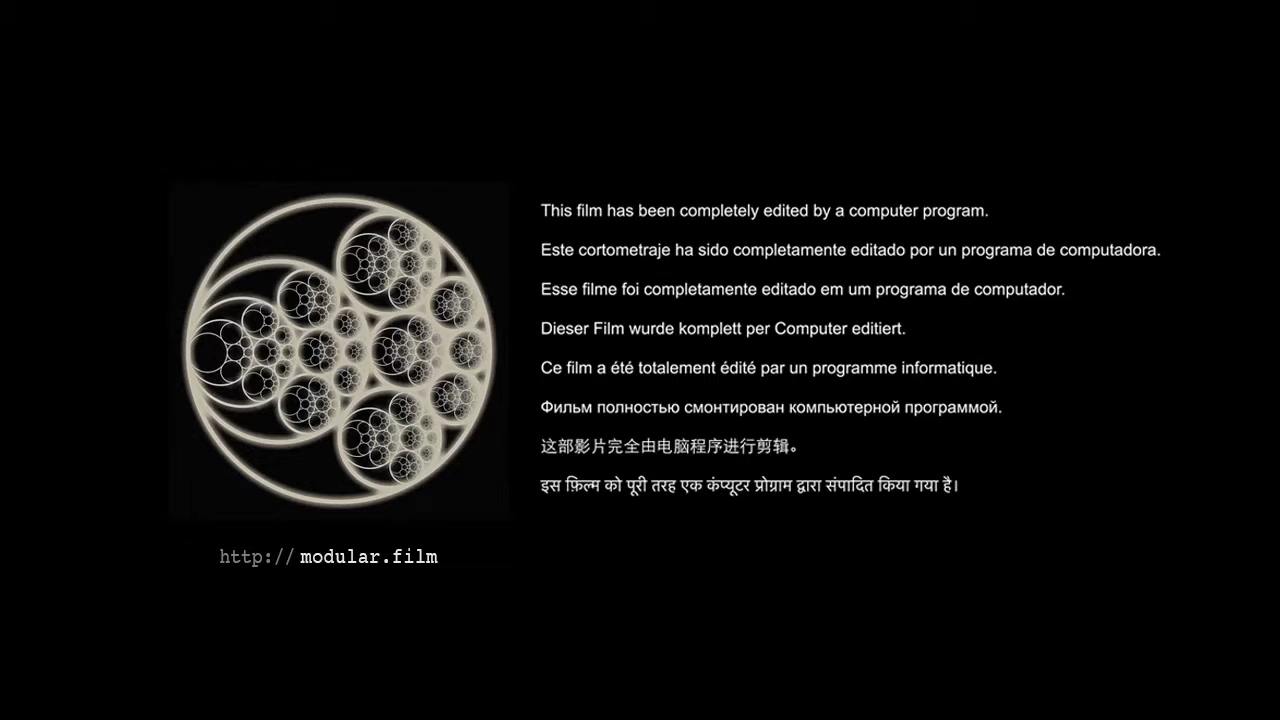 This film has been completely edited by a computer program.
Este cortometraje ha sido completamente editado por un programa de computadora.
Esse filme foi completamente editado em um programa de computador.
Dieser Film wurde komplett per Computer editiert.
Ce film a été totalement édité par un programme informatique.
Фильм полностью смонтирован компьютерной программой.
这部影片完全由电脑程序进行剪辑。
इस फ़िल्म को पूरी तरह एक कंप्यूटर प्रोग्राम द्वारा संपादित किया गया है।
http:// modular.film